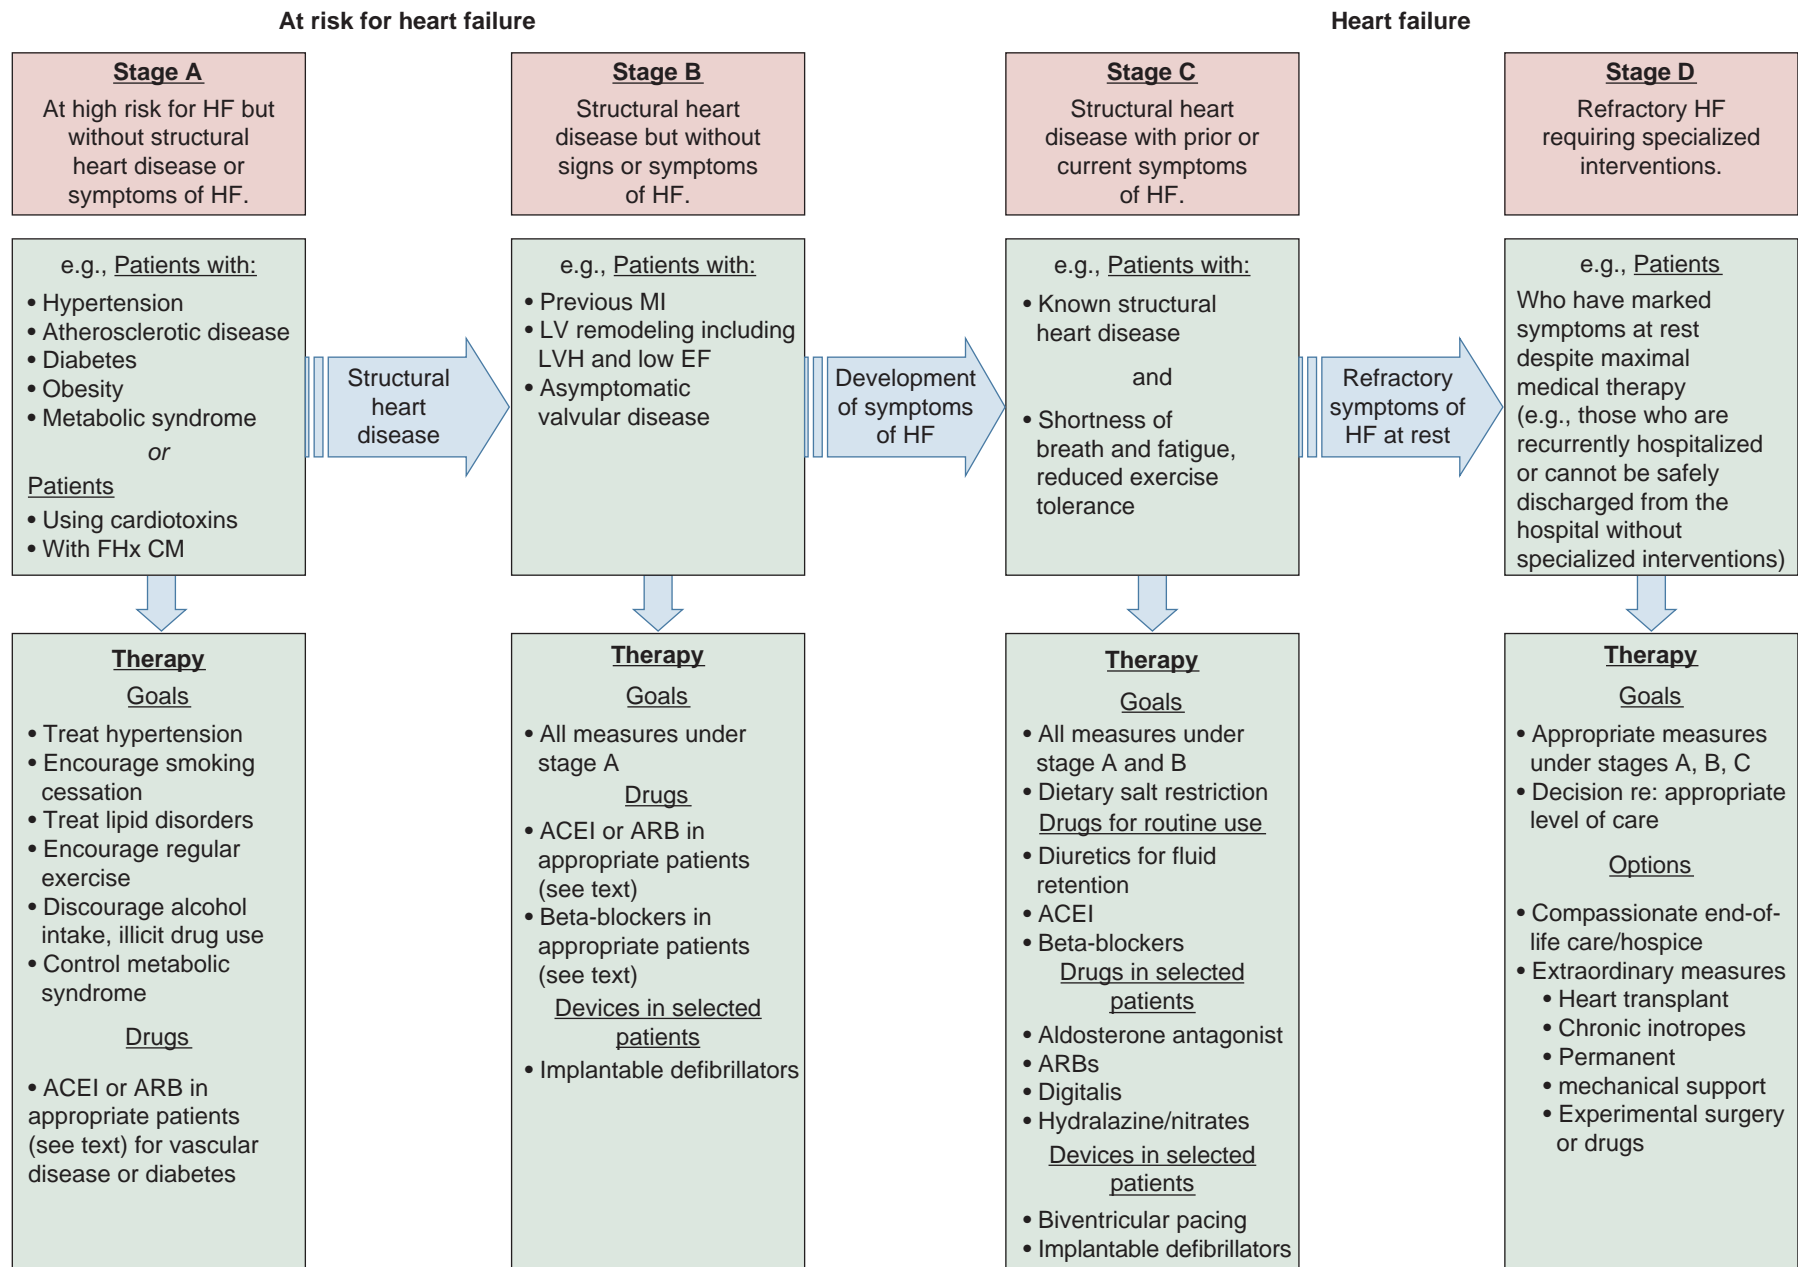 At risk for heart failure
Heart failure
Stage A
At high risk for HF but
without structural
heart disease or
symptoms of HF.
Stage B
Structural heart
disease but without
signs or symptoms
of HF.
Stage C
Structural heart
disease with prior or
current symptoms
of HF.
Stage D
Refractory HF
requiring specialized
interventions.
e.g., Patients with:
• Hypertension
• Atherosclerotic disease
• Diabetes
• Obesity
• Metabolic syndrome
or
Patients
• Using cardiotoxins
• With FHx CM
Structural
heart
disease
e.g., Patients with:
• Previous MI
• LV remodeling including
LVH and low EF
• Asymptomatic
valvular disease
Development
of symptoms
of HF
e.g., Patients with:
• Known structural
heart disease
and
• Shortness of
breath and fatigue,
reduced exercise
tolerance
Refractory
symptoms of
HF at rest
e.g., Patients
Who have marked
symptoms at rest
despite maximal
medical therapy
(e.g., those who are
recurrently hospitalized
or cannot be safely
discharged from the
hospital without
specialized interventions)
Therapy
Goals
• Treat hypertension
• Encourage smoking
cessation
• Treat lipid disorders
• Encourage regular
exercise
• Discourage alcohol
intake, illicit drug use
• Control metabolic
syndrome
Drugs
• ACEI or ARB in
appropriate patients
(see text) for vascular
disease or diabetes
Therapy
Goals
• All measures under
stage A
Drugs
• ACEI or ARB in
appropriate patients
(see text)
• Beta-blockers in
appropriate patients
(see text)
Devices in selected
patients
• Implantable defibrillators
Therapy
Goals
• All measures under
stage A and B
• Dietary salt restriction
Drugs for routine use
• Diuretics for fluid
retention
• ACEI
• Beta-blockers
Drugs in selected
patients
• Aldosterone antagonist
• ARBs
• Digitalis
• Hydralazine/nitrates
Devices in selected
patients
• Biventricular pacing
• Implantable defibrillators
Therapy
Goals
• Appropriate measures
under stages A, B, C
• Decision re: appropriate
level of care
Options
• Compassionate end-of-
life care/hospice
• Extraordinary measures
• Heart transplant
• Chronic inotropes
• Permanent
• mechanical support
• Experimental surgery
or drugs